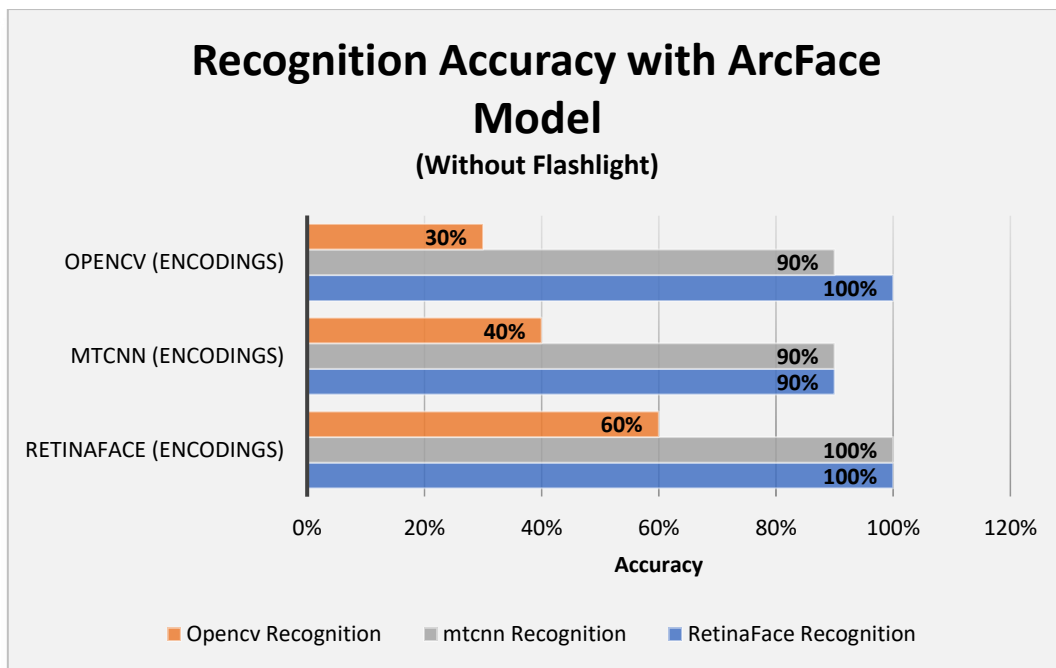 Recognition Accuracy with ArcFace
Model
(Without Flashlight)
30%
OPENCV (ENCODINGS)
90%
100%
40%
MTCNN (ENCODINGS)
90%
90%
60%
RETINAFACE (ENCODINGS)
100%
100%
0% 20% 40% 60% 80% 100% 120%
Accuracy
Opencv Recognition mtcnn Recognition RetinaFace Recognition